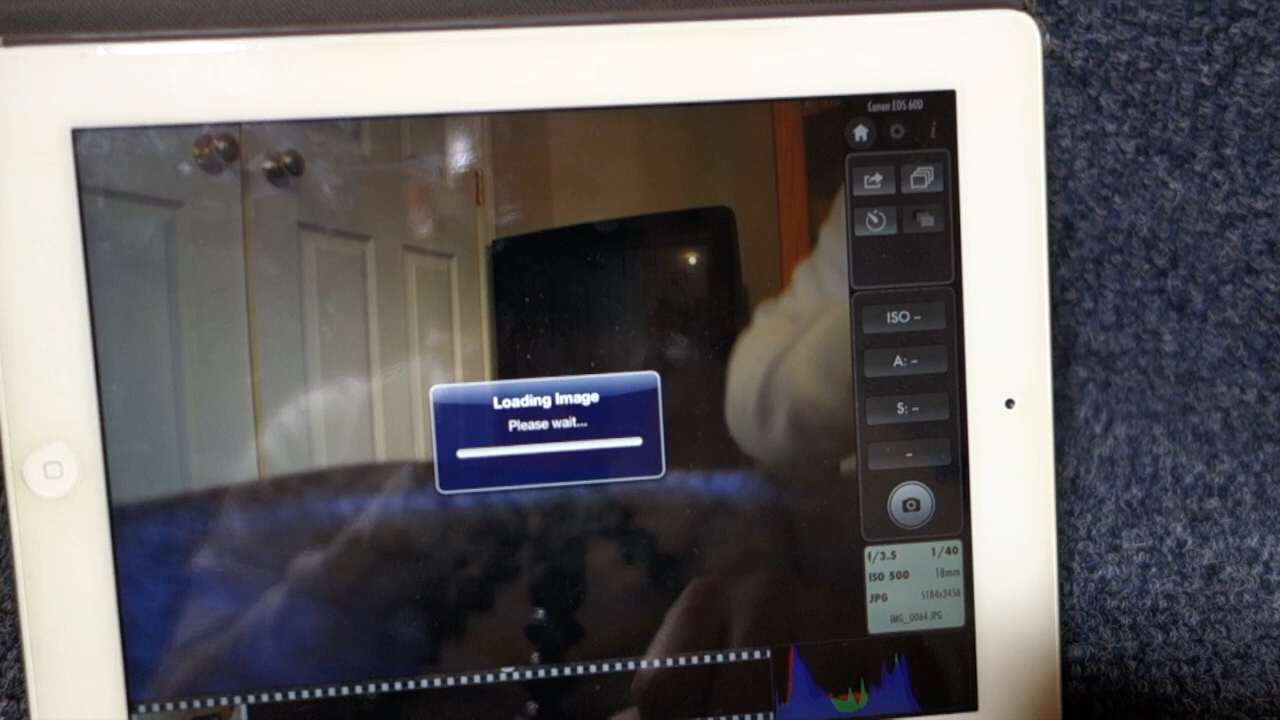 Canon EOS 60D
i
Loading Image
Please wait...
ISO -
A: -
S: -
-
f/3.5 1/40
ISO 500 18mm
JPG 5184x3456
IMG_0064.JPG